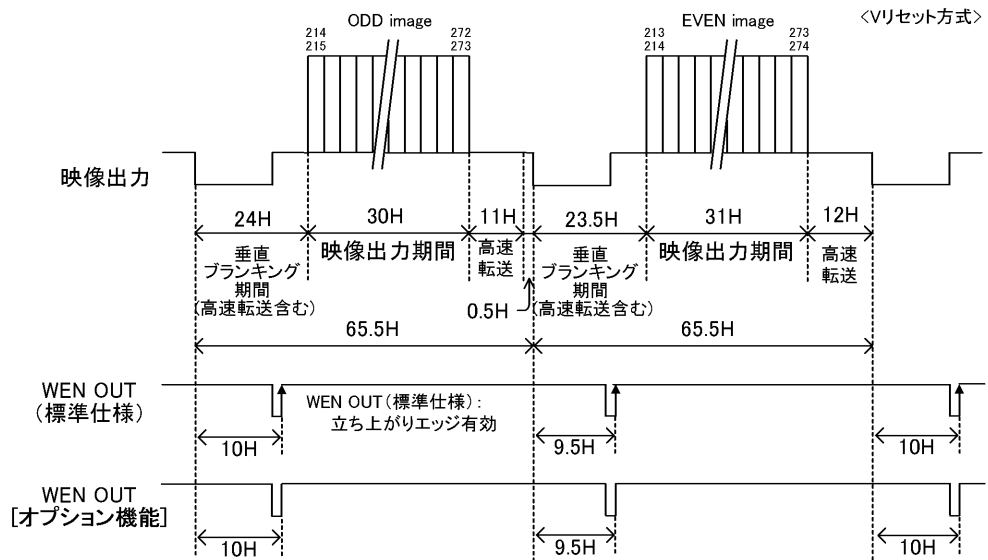 ODD image
EVEN image
<Vリセット方式>
214
215
272
273
213
214
273
274
映像出力
24H
30H
11H
23.5H
31H
12H
垂直
ブランキング
期間
(高速転送含む)
映像出力期間
高速
転送
垂直
ブランキング
期間
(高速転送含む)
映像出力期間
高速
転送
0.5H
65.5H
65.5H
WEN OUT
(標準仕様)
WEN OUT(標準仕様):
立ち上がりエッジ有効
10H
9.5H
10H
WEN OUT
[オプション機能]
10H
9.5H
10H